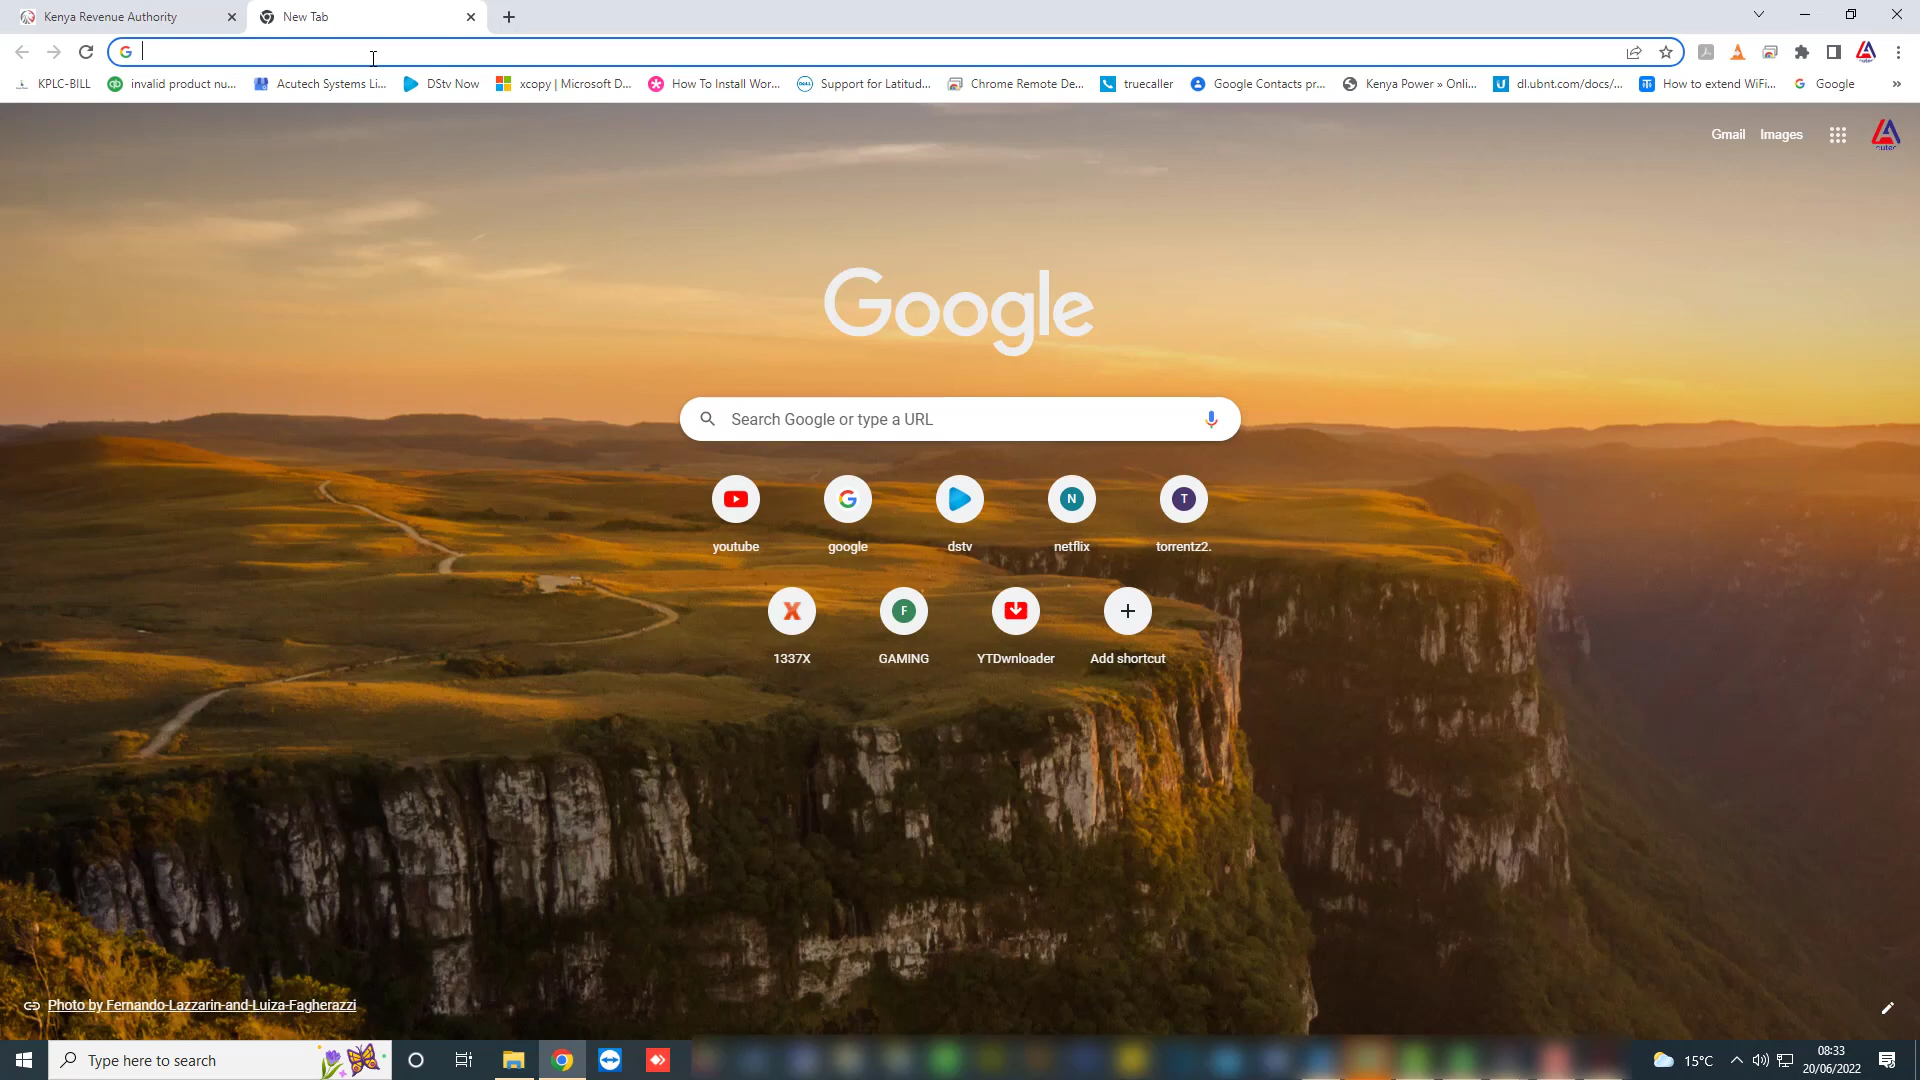 Kenya Revenue Authority
New Tab
KPLC-BILL
invalid product nu...
Acutech Systems Li...
DStv Now
xcopy | Microsoft D...
How To Install Wor...
Support for Latitud...
Chrome Remote De...
truecaller
Google Contacts pr...
Kenya Power » Onli...
dl.ubnt.com/docs/...
How to extend WiFi...
Google
»
Gmail
Images
Google
Search Google or type a URL
youtube
google
dstv
N
netflix
T
torrentz2.
X
1337X
F
GAMING
YTDwnloader
Add shortcut
Photo by Fernando-Lazzarin-and-Luiza-Fagherazzi
Type here to search
15°C
08:33
20/06/2022